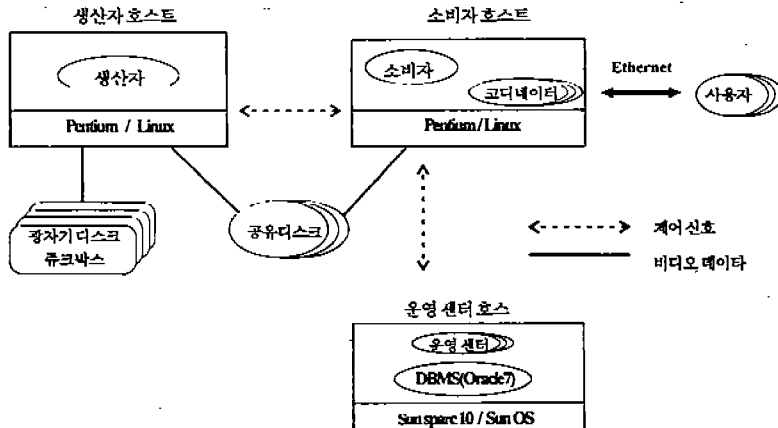 생산자 호스트
소비자 호스트
생산자
소비자
코디네이터
Ethernet
사용자
Pentium / Linux
Pentium / Linux
광자기 디스크
쥬크박스
공유디스크
제어 신호
비디오 데이타
운영 센터 호스
운영 센터
DBMS(Oracle7)
Sun sparc 10 / Sun OS